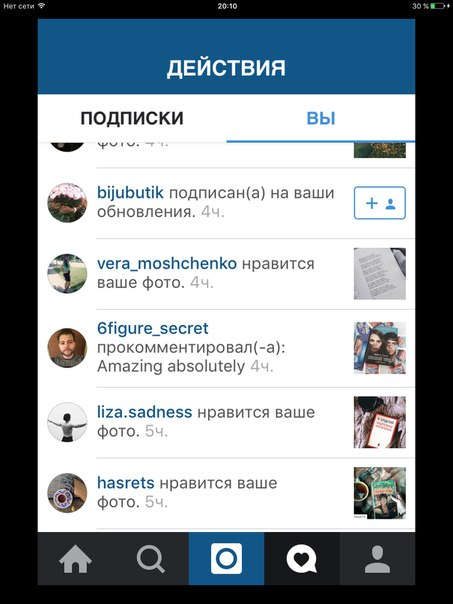 Нет сети 20:10 30 %
ДЕЙСТВИЯ
ПОДПИСКИ ВЫ
фото. 4ч.
bijubutik подписан(а) на ваши
обновления. 4ч.
vera_moshchenko нравится
ваше фото. 4ч.
6figure_secret
прокомментировал(-а):
Amazing absolutely 4ч.
liza.sadness нравится ваше
фото. 5ч.
hasrets нравится ваше
фото. 5ч.